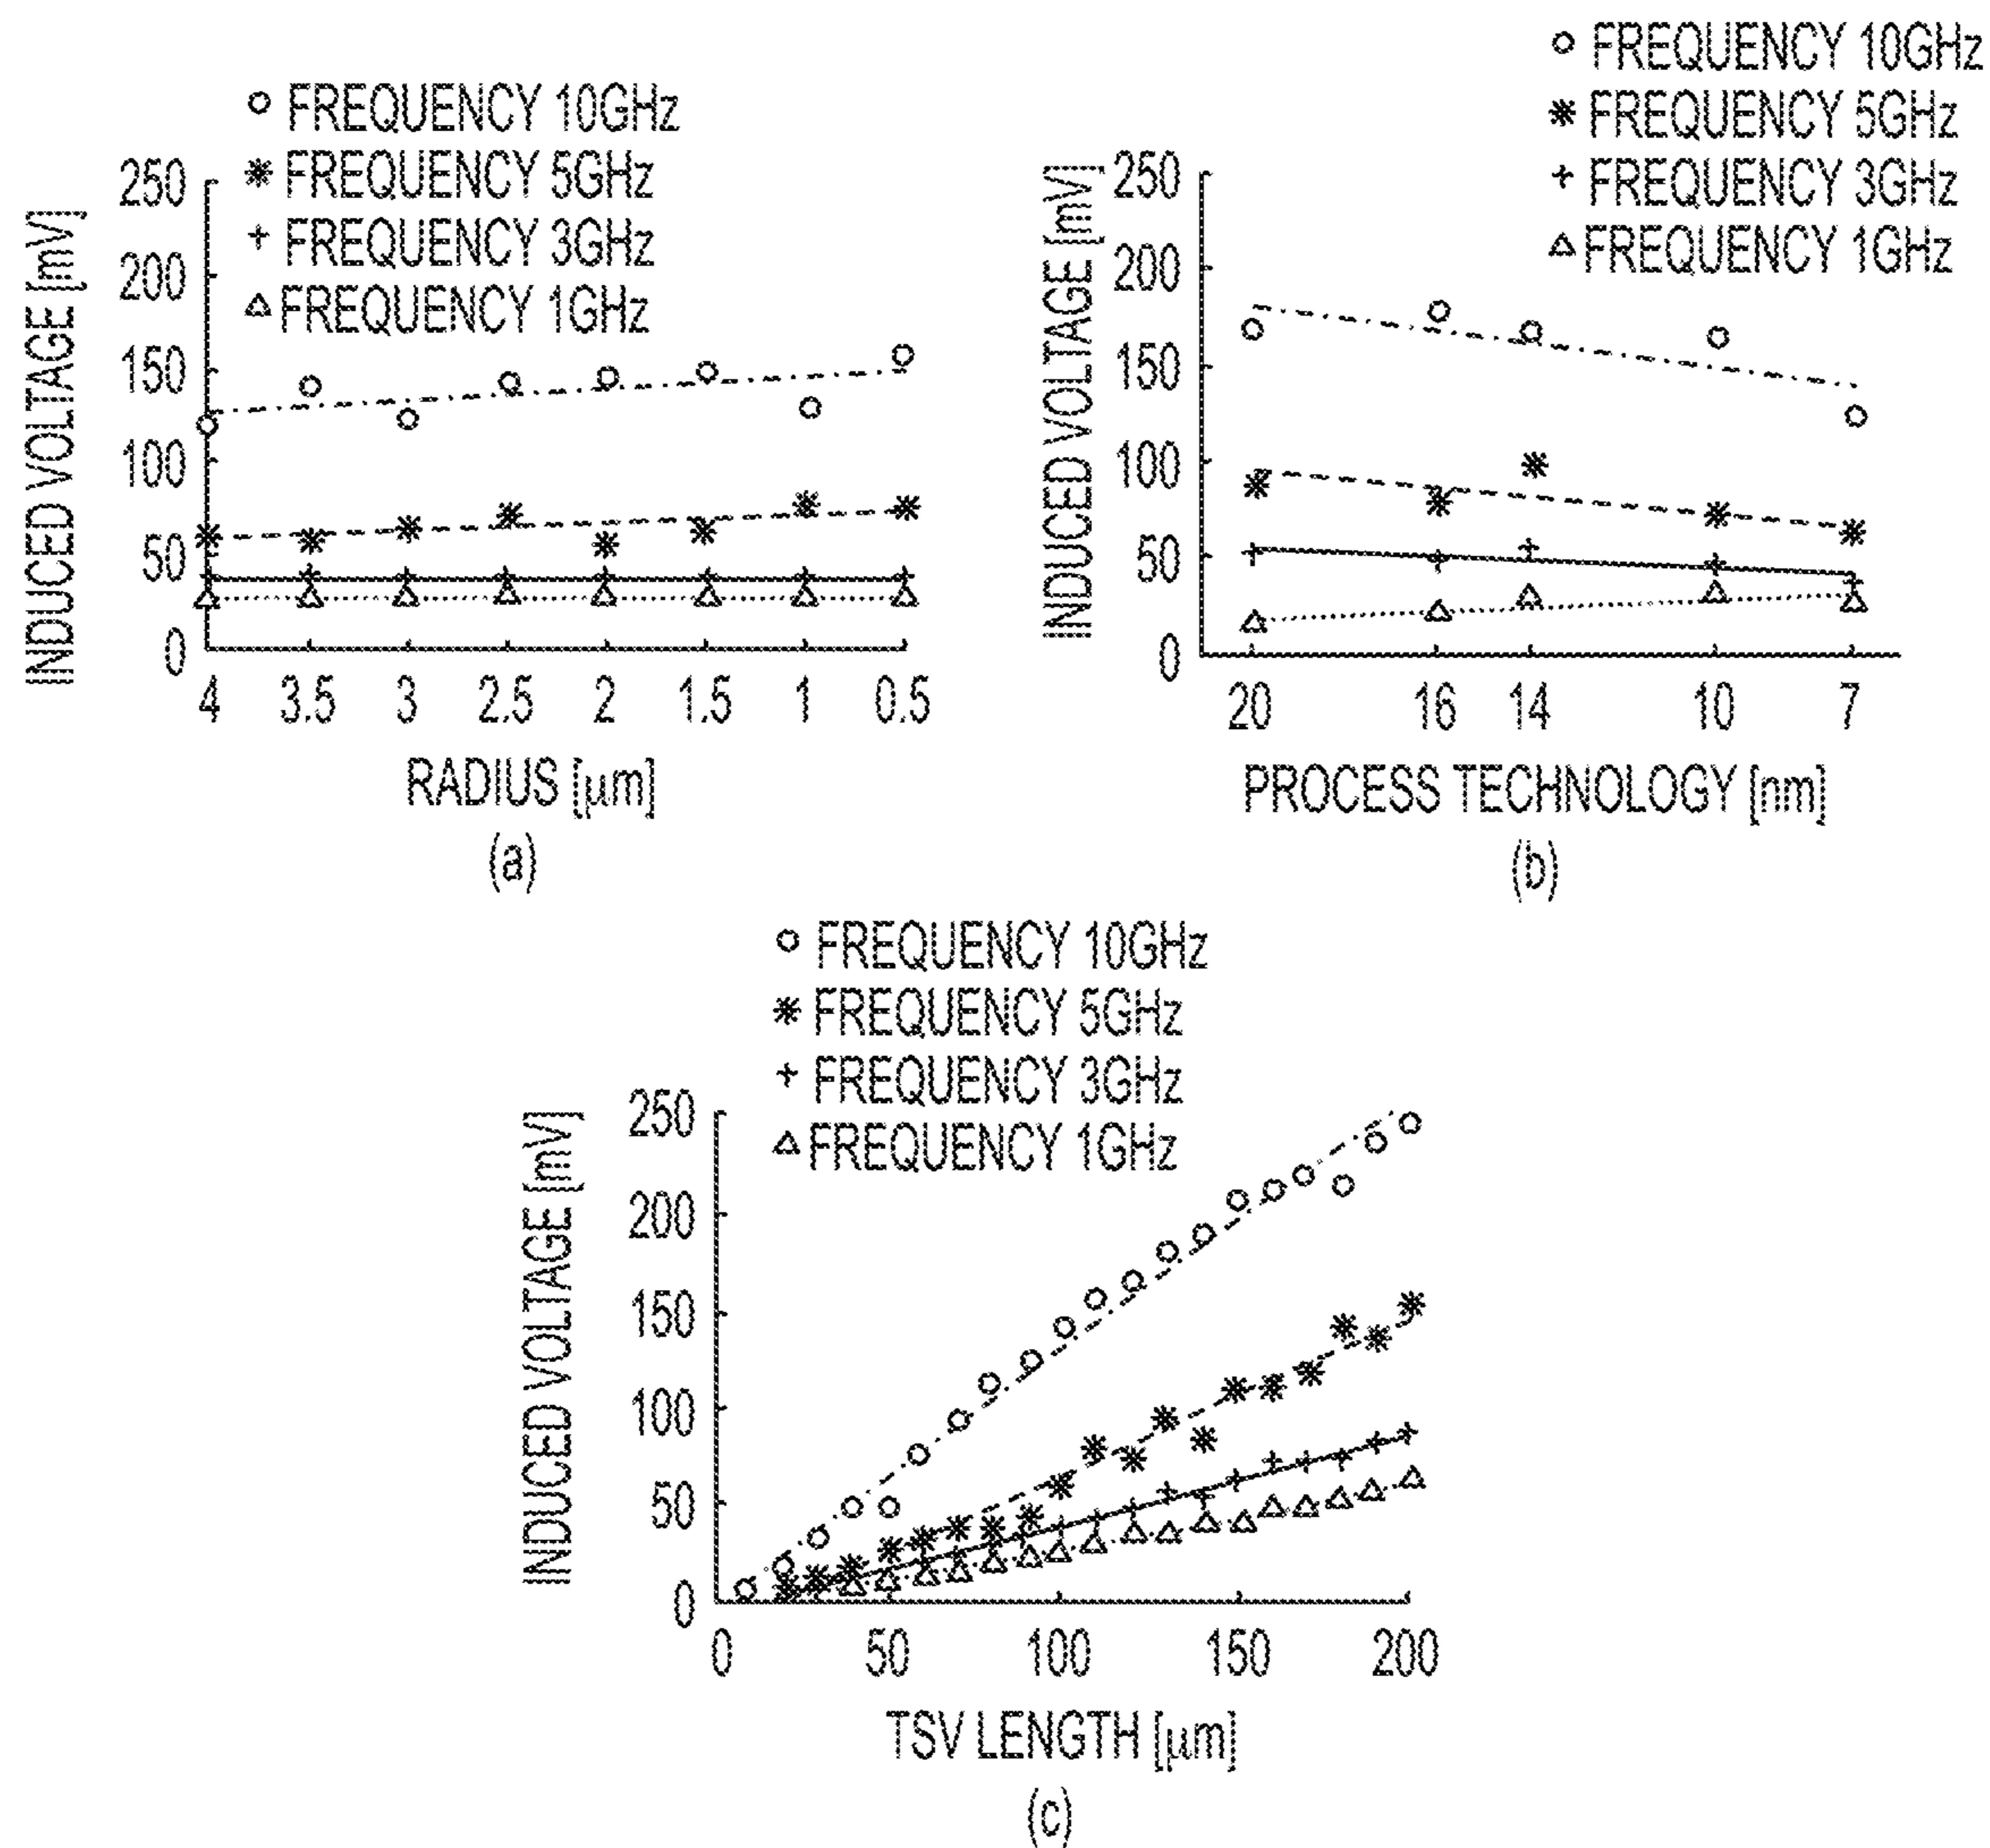 FREQUENCY 10GHz
FREQUENCY 5GHz
FREQUENCY 3GHz
FREQUENCY 1GHz
INDUCED VOLTAGE [mV]
250
200
150
100
50
0
4 3.5 3 2.5 2 1.5 1 0.5
RADIUS [μm]
(a)
FREQUENCY 10GHz
FREQUENCY 5GHz
FREQUENCY 3GHz
FREQUENCY 1GHz
INDUCED VOLTAGE [mV]
250
200
150
100
50
0
20 16 14 10 7
PROCESS TECHNOLOGY [nm]
(b)
FREQUENCY 10GHz
FREQUENCY 5GHz
FREQUENCY 3GHz
FREQUENCY 1GHz
INDUCED VOLTAGE [mV]
250
200
150
100
50
0
0 50 100 150 200
TSV LENGTH [μm]
(c)